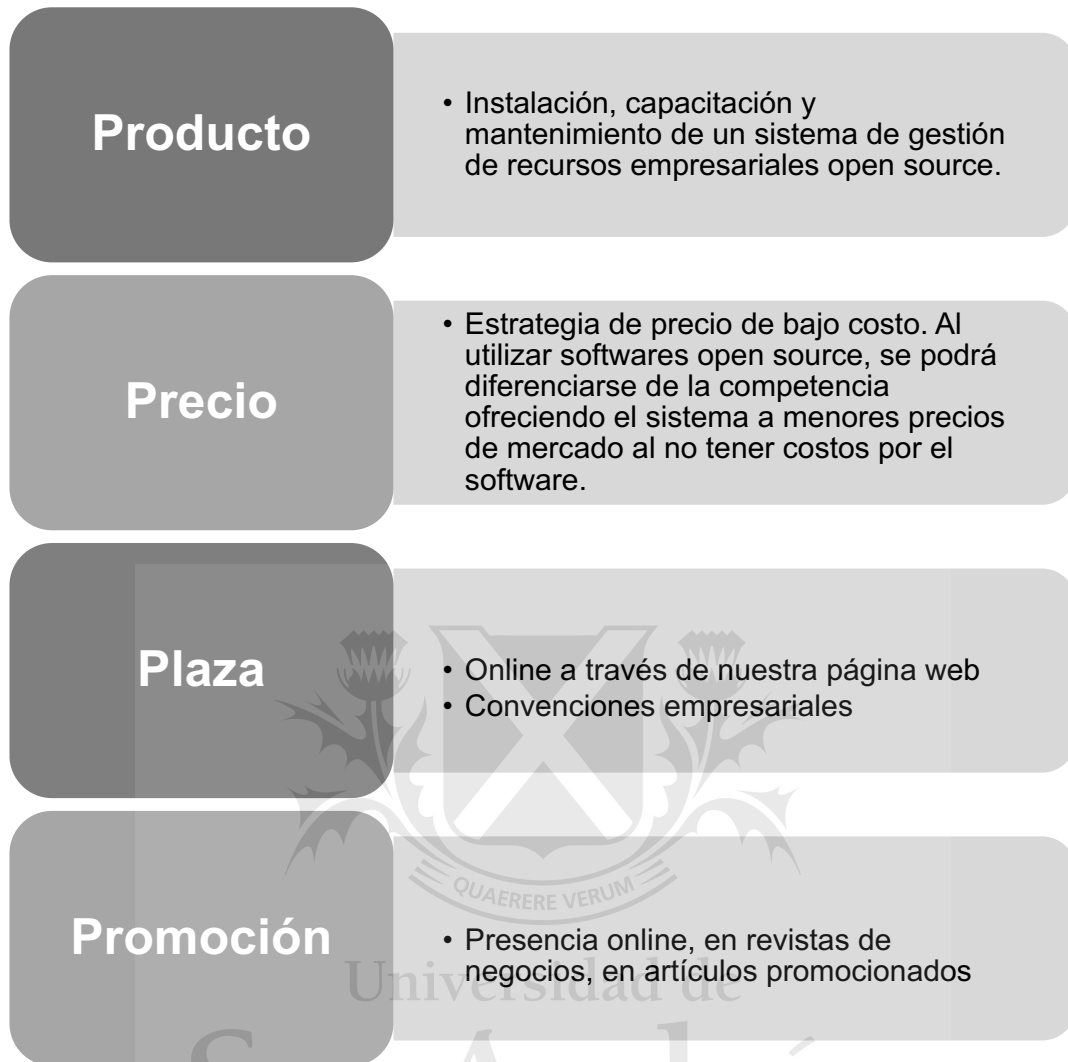 Producto
• Instalación, capacitación y
mantenimiento de un sistema de gestión
de recursos empresariales open source.
Precio
• Estrategia de precio de bajo costo. Al
utilizar softwares open source, se podrá
diferenciarse de la competencia
ofreciendo el sistema a menores precios
de mercado al no tener costos por el
software.
Plaza
• Online a través de nuestra página web
• Convenciones empresariales
QUAERERE VERUM
Promoción
• Presencia online, en revistas de
negocios, en artículos promocionados
Universidad de